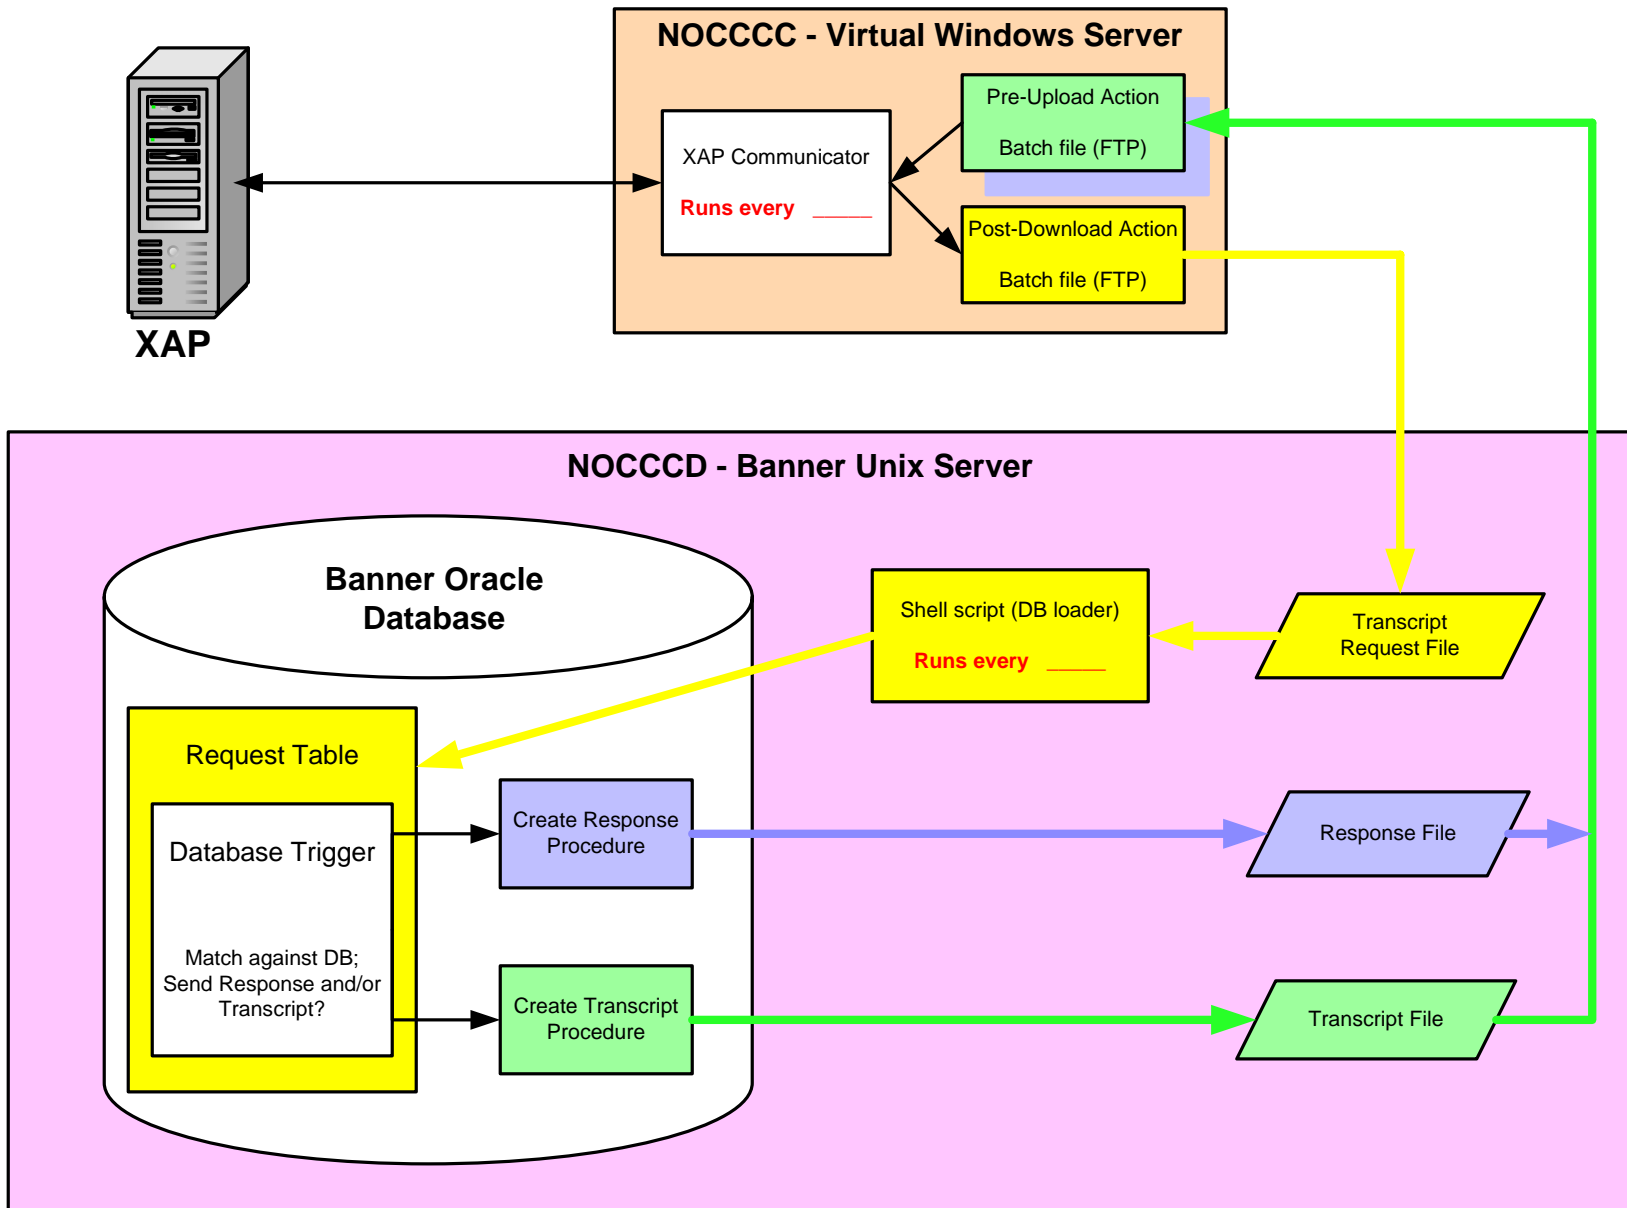 NOCCCC - Virtual Windows Server
Pre-Upload Action
Batch file (FTP)
XAP Communicator
Runs every _____
Post-Download Action
Batch file (FTP)
XAP
NOCCCD - Banner Unix Server
Banner Oracle
Database
Shell script (DB loader)
Runs every _____
Transcript
Request File
Request Table
Database Trigger
Match against DB;
Send Response and/or
Transcript?
Create Response
Procedure
Response File
Create Transcript
Procedure
Transcript File